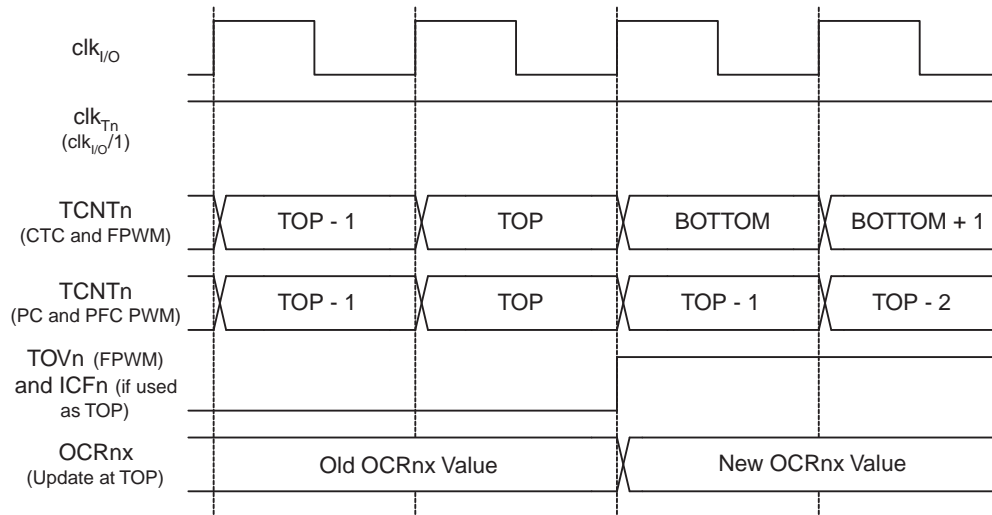 clkI/O
clkTn
(clkI/O/1)
TCNTn
(CTC and FPWM)
TOP - 1
TOP
BOTTOM
BOTTOM + 1
TCNTn
(PC and PFC PWM)
TOP - 1
TOP
TOP - 1
TOP - 2
TOVn (FPWM)
and ICFn (if used
as TOP)
OCRnx
(Update at TOP)
Old OCRnx Value
New OCRnx Value